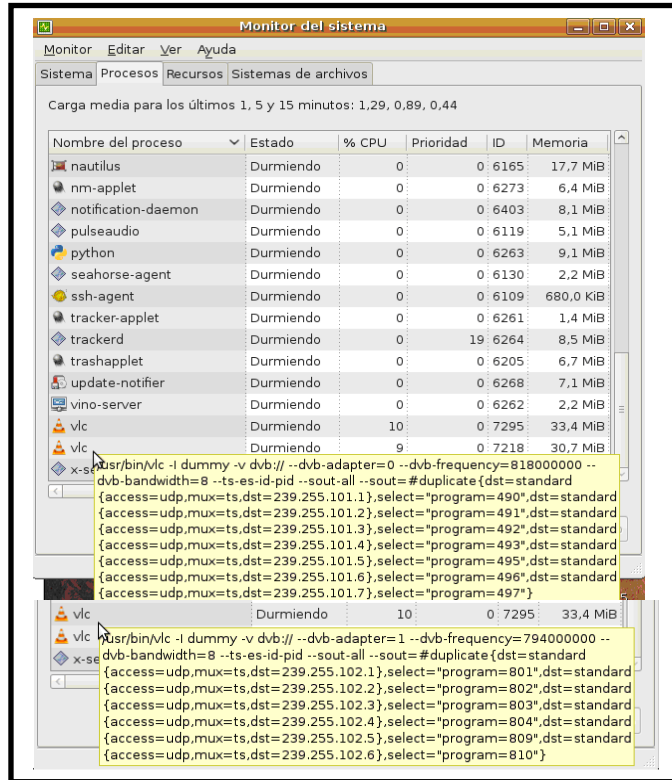 Monitor del sistema
Monitor Editar Ver Ayuda
Sistema Procesos Recursos Sistemas de archivos
Carga media para los últimos 1, 5 y 15 minutos: 1,29, 0,89, 0,44
Nombre del proceso Estado % CPU Prioridad ID Memoria
nautilus Durmiendo 0 0 6165 17,7 MiB
nm-applet Durmiendo 0 0 6273 6,4 MiB
notification-daemon Durmiendo 0 0 6403 8,1 MiB
pulseaudio Durmiendo 0 0 6119 5,1 MiB
python Durmiendo 0 0 6263 9,1 MiB
seahorse-agent Durmiendo 0 0 6130 2,2 MiB
ssh-agent Durmiendo 0 0 6109 680,0 KiB
tracker-applet Durmiendo 0 0 6261 1,4 MiB
trackerd Durmiendo 0 19 6264 8,5 MiB
trashapplet Durmiendo 0 0 6205 6,7 MiB
update-notifier Durmiendo 0 0 6268 7,1 MiB
vino-server Durmiendo 0 0 6262 2,2 MiB
vlc Durmiendo 10 0 7295 33,4 MiB
vlc Durmiendo 9 0 7218 30,7 MiB
x-se
/usr/bin/vlc -I dummy -v dvb:// --dvb-adapter=0 --dvb-frequency=818000000 --
dvb-bandwidth=8 --ts-es-id-pid --sout-all --sout=#duplicate{dst=standard
{access=udp,mux=ts,dst=239.255.101.1},select="program=490",dst=standard
{access=udp,mux=ts,dst=239.255.101.2},select="program=491",dst=standard
{access=udp,mux=ts,dst=239.255.101.3},select="program=492",dst=standard
{access=udp,mux=ts,dst=239.255.101.4},select="program=493",dst=standard
{access=udp,mux=ts,dst=239.255.101.5},select="program=495",dst=standard
{access=udp,mux=ts,dst=239.255.101.6},select="program=496",dst=standard
{access=udp,mux=ts,dst=239.255.101.7},select="program=497"}
vlc Durmiendo 10 0 7295 33,4 MiB
vlc
x-se
/usr/bin/vlc -I dummy -v dvb:// --dvb-adapter=1 --dvb-frequency=794000000 --
dvb-bandwidth=8 --ts-es-id-pid --sout-all --sout=#duplicate{dst=standard
{access=udp,mux=ts,dst=239.255.102.1},select="program=801",dst=standard
{access=udp,mux=ts,dst=239.255.102.2},select="program=802",dst=standard
{access=udp,mux=ts,dst=239.255.102.3},select="program=803",dst=standard
{access=udp,mux=ts,dst=239.255.102.4},select="program=804",dst=standard
{access=udp,mux=ts,dst=239.255.102.5},select="program=809",dst=standard
{access=udp,mux=ts,dst=239.255.102.6},select="program=810"}